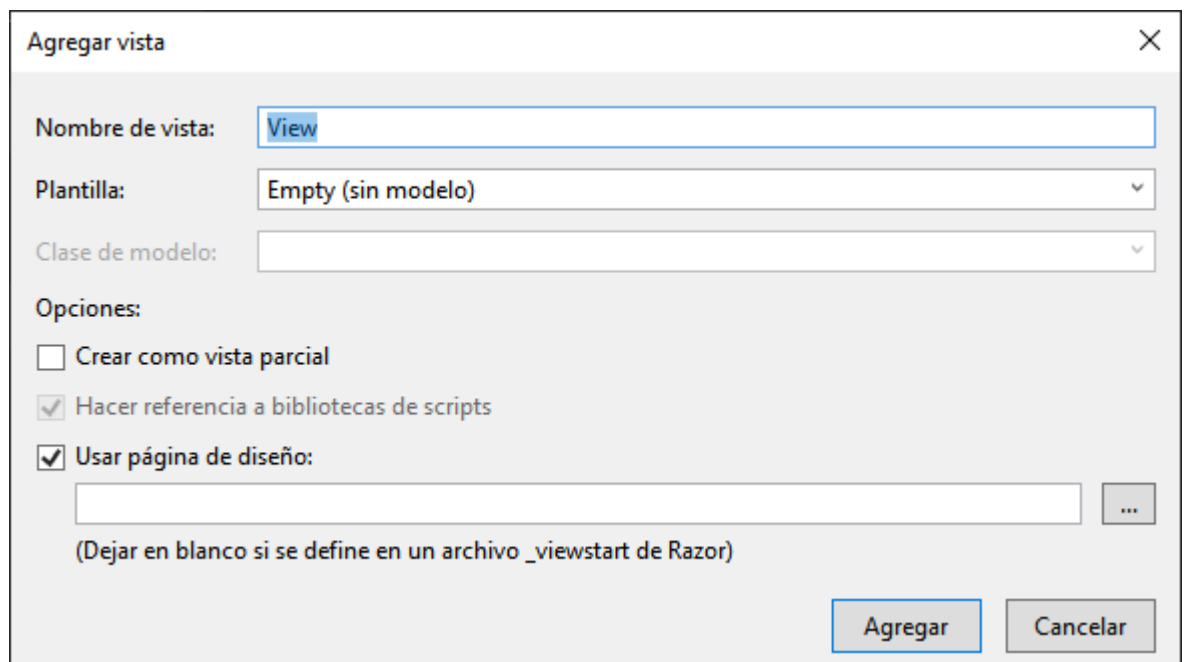 Agregar vista
Nombre de vista: View
Plantilla: Empty (sin modelo)
Clase de modelo:
Opciones:
Crear como vista parcial
Hacer referencia a bibliotecas de scripts
Usar página de diseño:
...
(Dejar en blanco si se define en un archivo _viewstart de Razor)
Agregar Cancelar